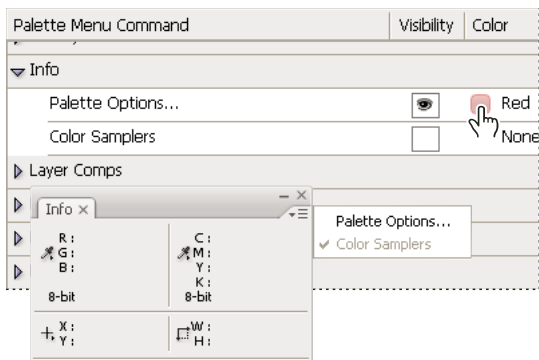 Palette Menu Command Visibility Color
Info
Palette Options... Red
Color Samplers None
Layer Comps
Info ×
Palette Options...
Color Samplers
R :
G :
B :
8-bit
C :
M :
Y :
K :
8-bit
X :
Y :
W :
H :